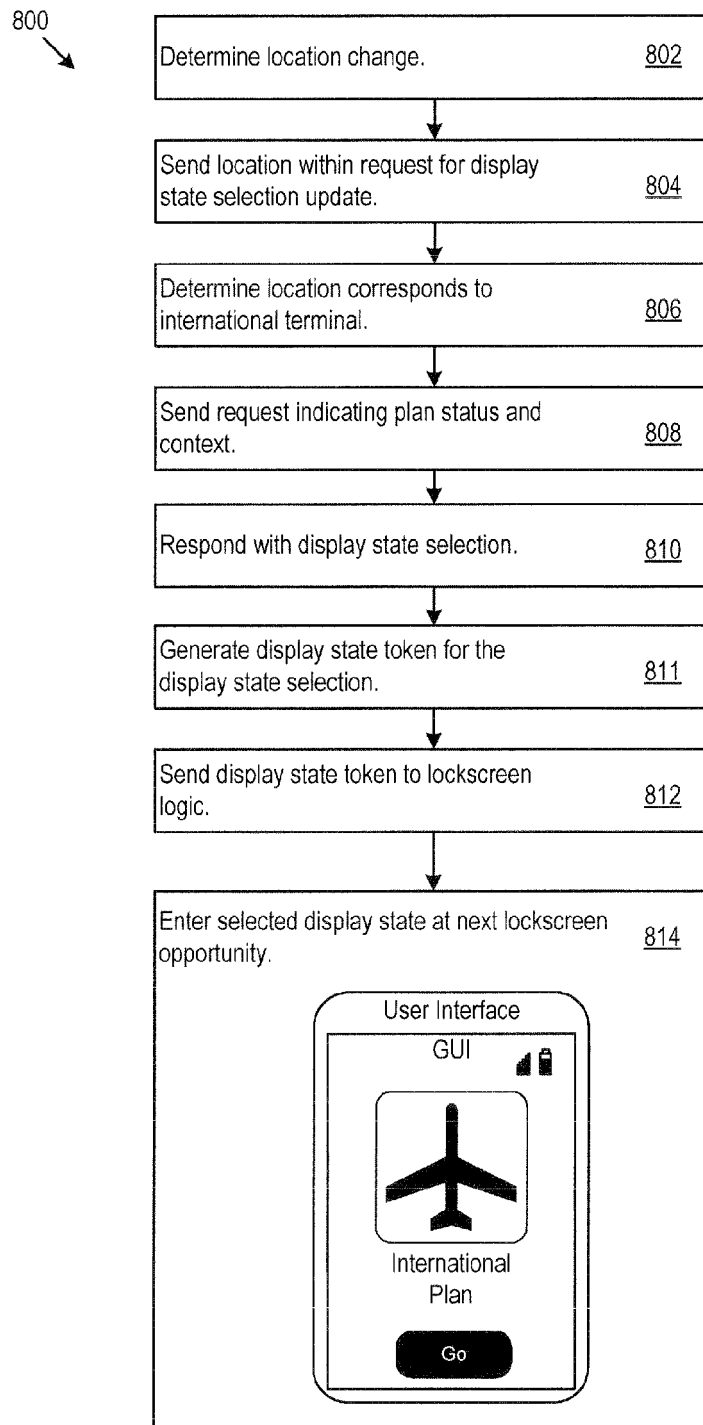 800
Determine location change. 802
Send location within request for display
state selection update. 804
Determine location corresponds to
international terminal. 806
Send request indicating plan status and
context. 808
Respond with display state selection. 810
Generate display state token for the
display state selection. 811
Send display state token to lockscreen
logic. 812
Enter selected display state at next lockscreen
opportunity. 814
User Interface
GUI
International
Plan
Go